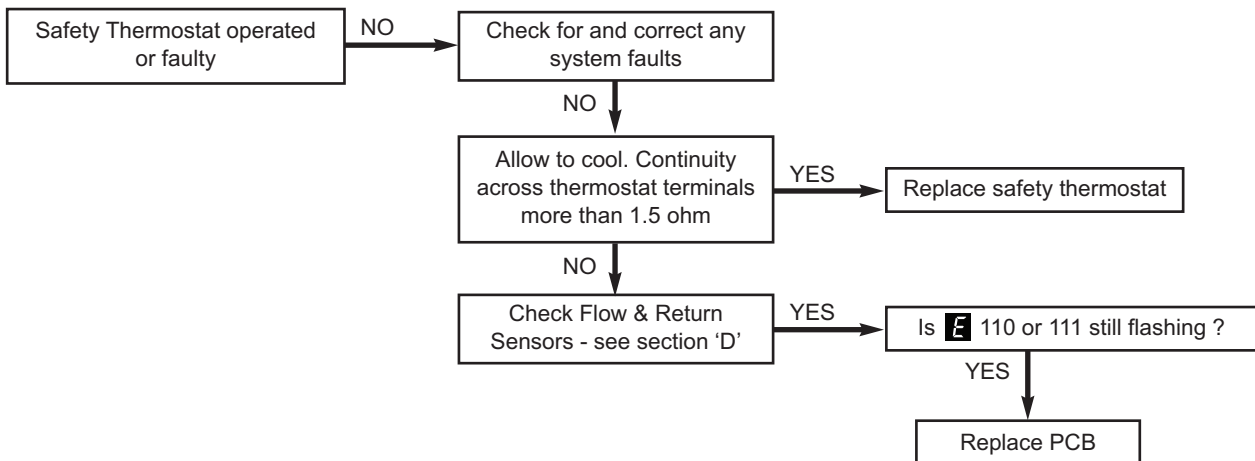 Safety Thermostat operated
or faulty
NO
Check for and correct any
system faults
NO
Allow to cool. Continuity
across thermostat terminals
more than 1.5 ohm
YES
Replace safety thermostat
NO
Check Flow & Return
Sensors - see section ‘D’
YES
Is E 110 or 111 still flashing ?
YES
Replace PCB